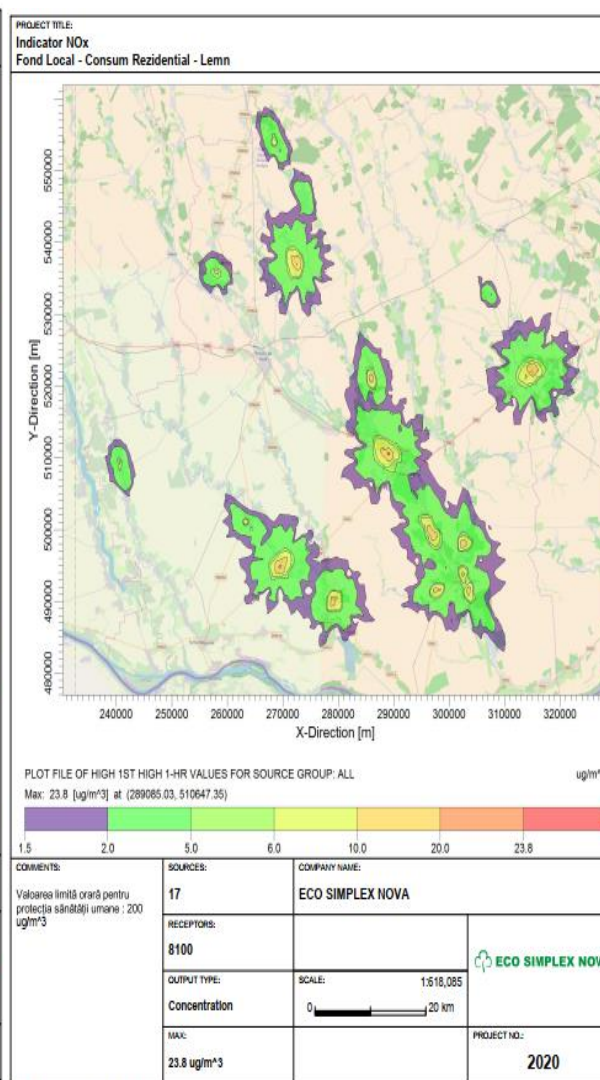 PROJECT TITLE:
Indicator NOx
Fond Local - Consum Rezidential - Lemn
Y-Direction [m]
550000
540000
530000
520000
510000
500000
490000
480000
240000 250000 260000 270000 280000 290000 300000 310000 320000
X-Direction [m]
PLOT FILE OF HIGH 1ST HIGH 1-HR VALUES FOR SOURCE GROUP: ALL
Max: 23.8 [ug/m^3] at (289085.03, 510647.35)
1.5 2.0 5.0 6.0 10.0 20.0 23.8
COMMENTS:
Valoarea limită orară pentru
protecția sănătății umane : 200
ug/m^3
SOURCES:
17
COMPANY NAME:
ECO SIMPLEX NOVA
RECEPTORS:
8100
OUTPUT TYPE:
Concentration
SCALE: 1:618,085
0 20 km
MAX:
23.8 ug/m^3
ECO SIMPLEX NOV
PROJECT NO.:
2020